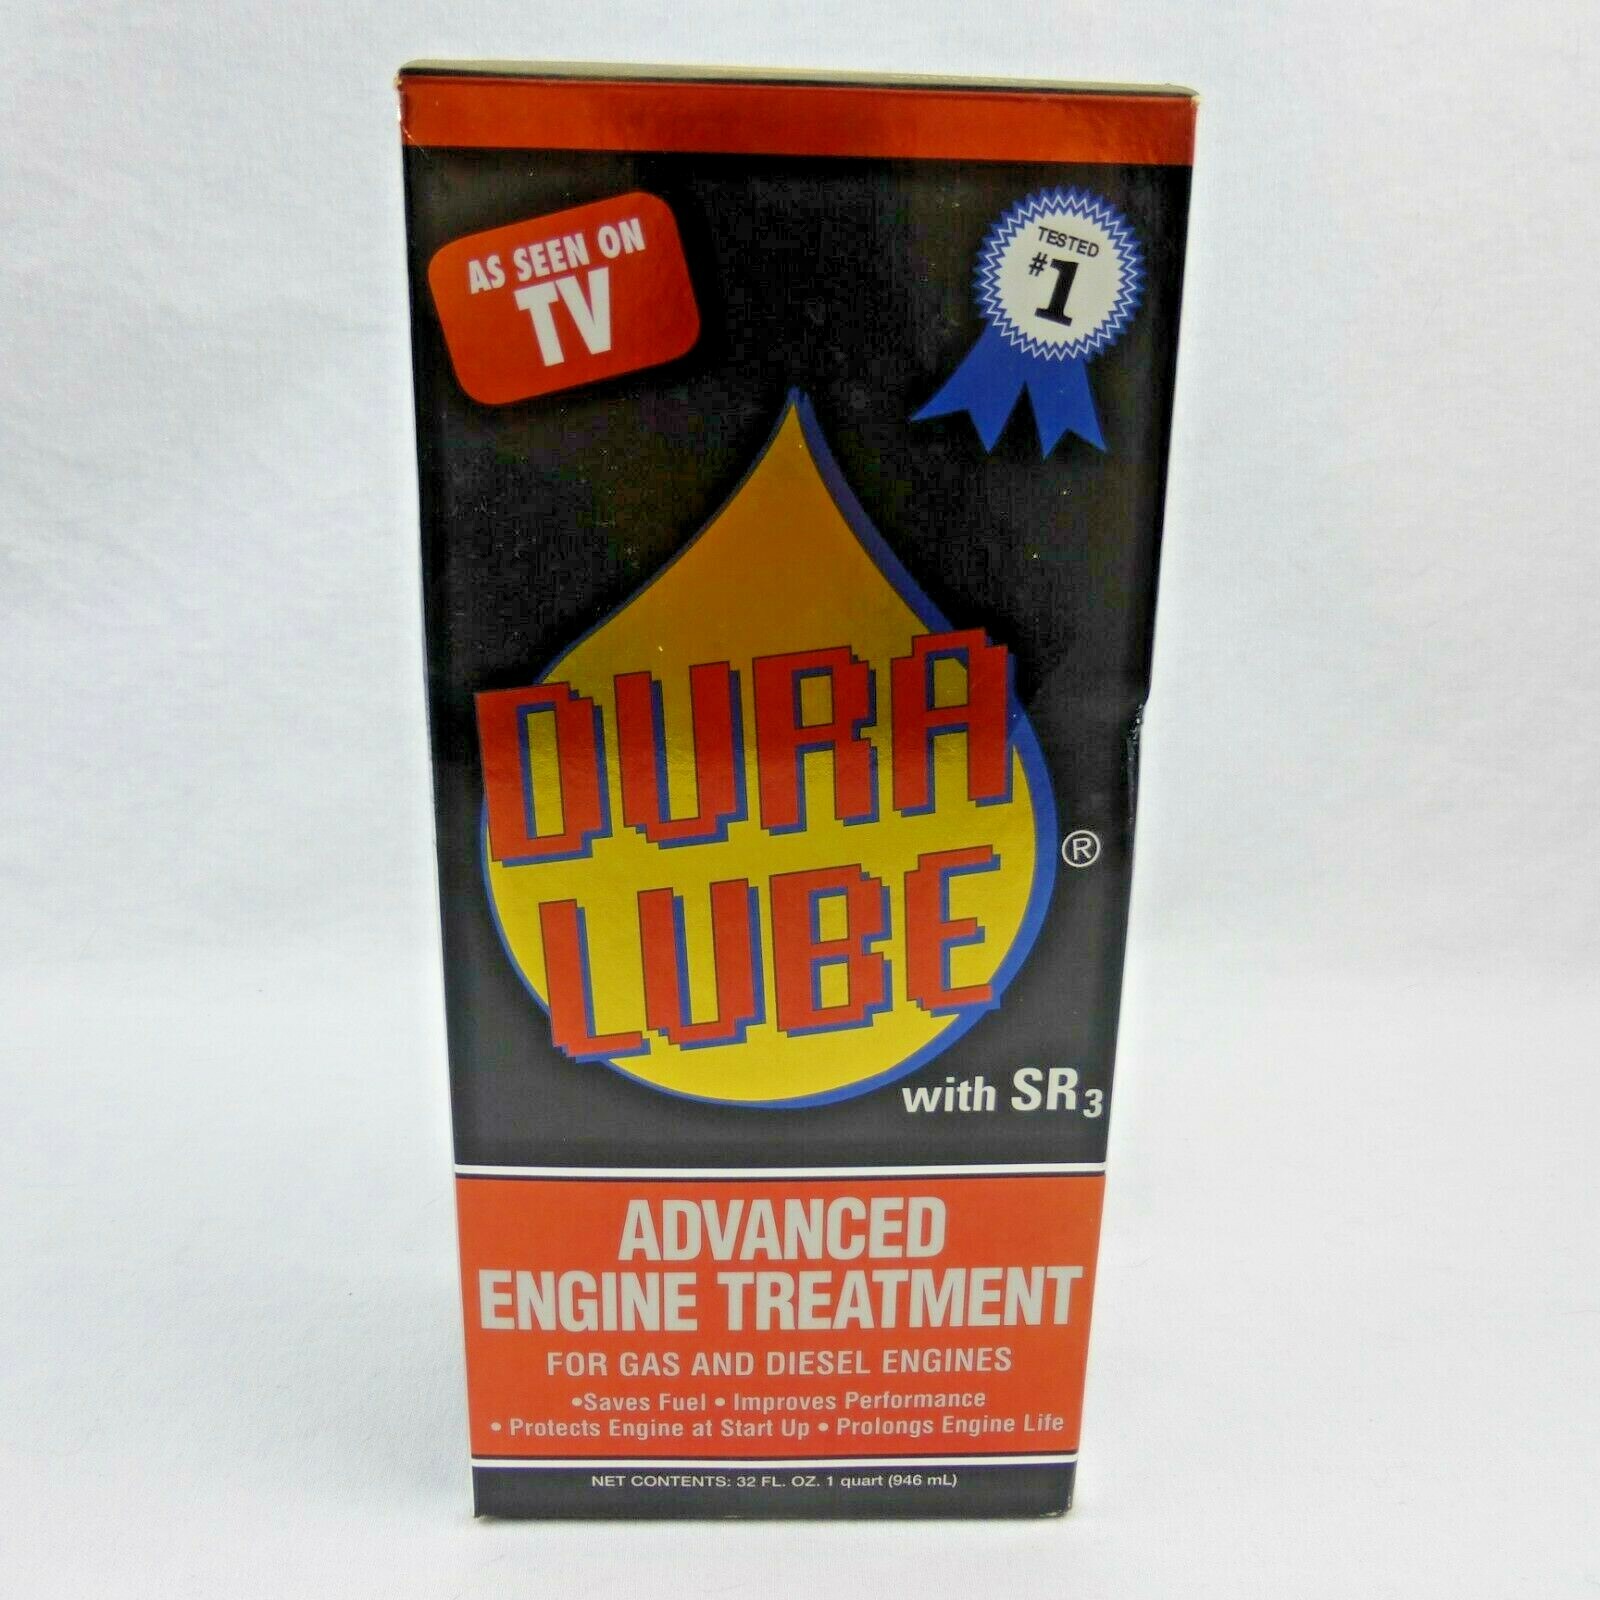 AS SEEN ON
TV
TESTED
#1
DURA
LUBE
®
with SR3
ADVANCED
ENGINE TREATMENT
FOR GAS AND DIESEL ENGINES
•Saves Fuel • Improves Performance
• Protects Engine at Start Up • Prolongs Engine Life
NET CONTENTS: 32 FL. OZ. 1 quart (946 mL)